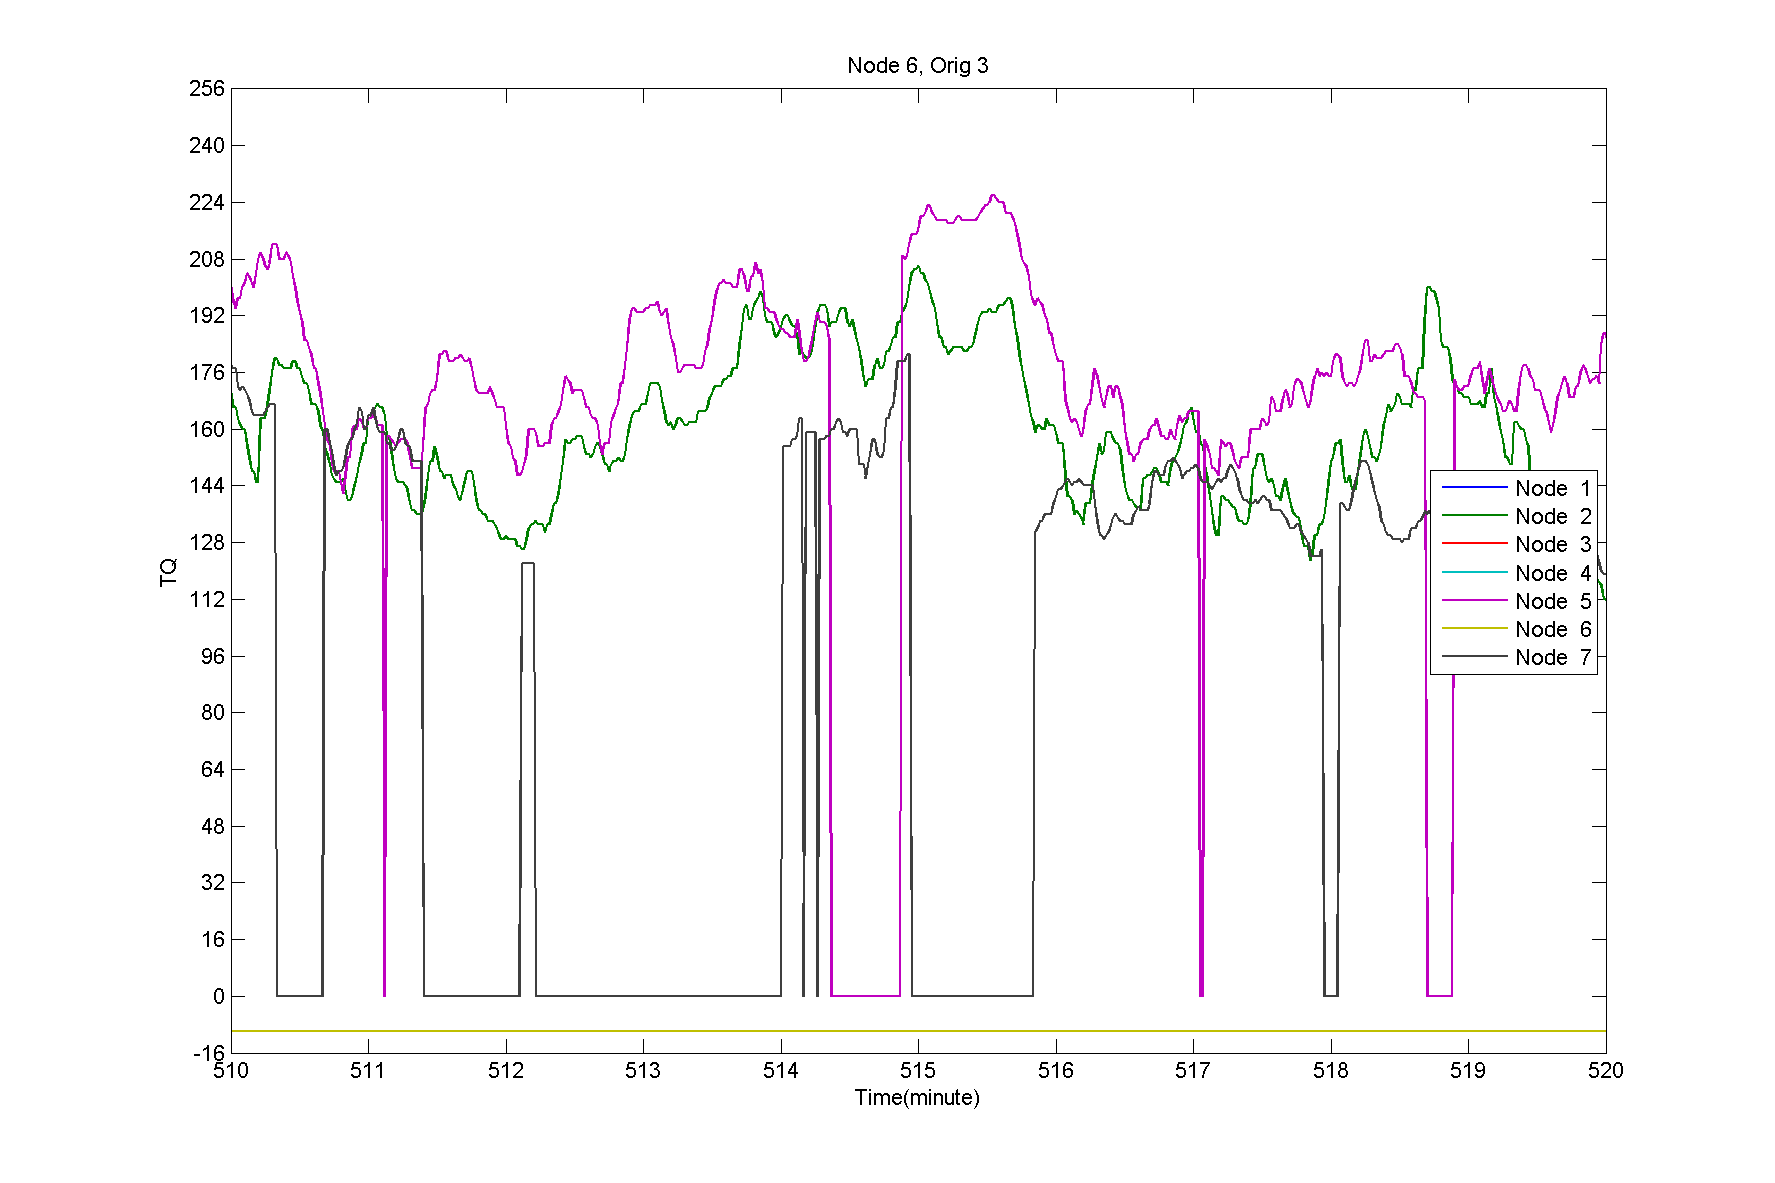 Node 6, Orig 3
256
240
224
208
192
176
160
144
128
112
96
80
64
48
32
16
0
-16
TQ
510 511 512 513 514 515 516 517 518 519 520
Time(minute)
Node 1
Node 2
Node 3
Node 4
Node 5
Node 6
Node 7